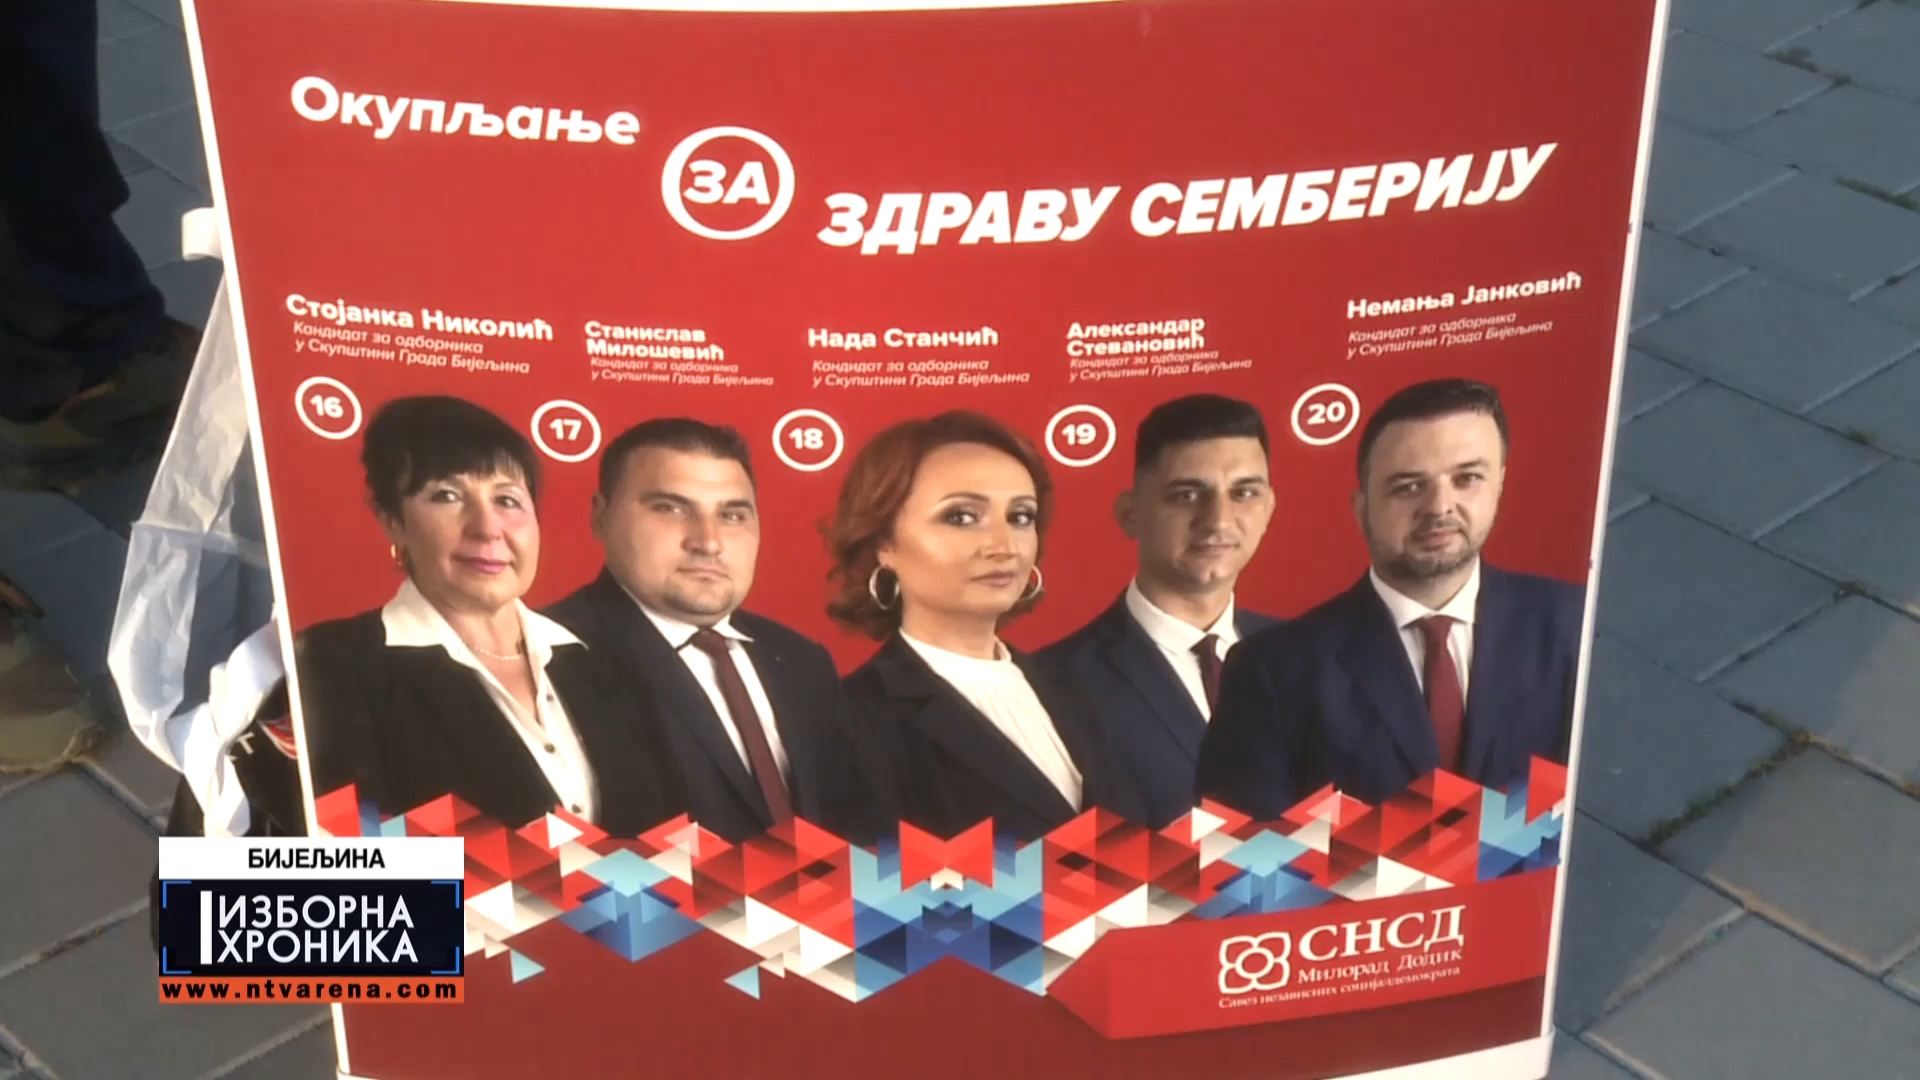 Окупљање
ЗА
ЗДРАВУ СЕМБЕРИЈУ
Стојанка Николић
Кандидат за одборника
у Скупштини Града Бијељина
16
Станислав
Милошевић
Кандидат за одборника
у Скупштини Града Бијељина
17
Нада Станчић
Кандидат за одборника
у Скупштини Града Бијељина
18
Александар
Стевановић
Кандидат за одборника
у Скупштини Града Бијељина
19
Немања Јанковић
Кандидат за одборника
у Скупштини Града Бијељина
20
СНСД
Милорад Додик
Савез независних социјалдемократа
БИЈЕЉИНА
ИЗБОРНА
ХРОНИКА
www.ntvarena.com